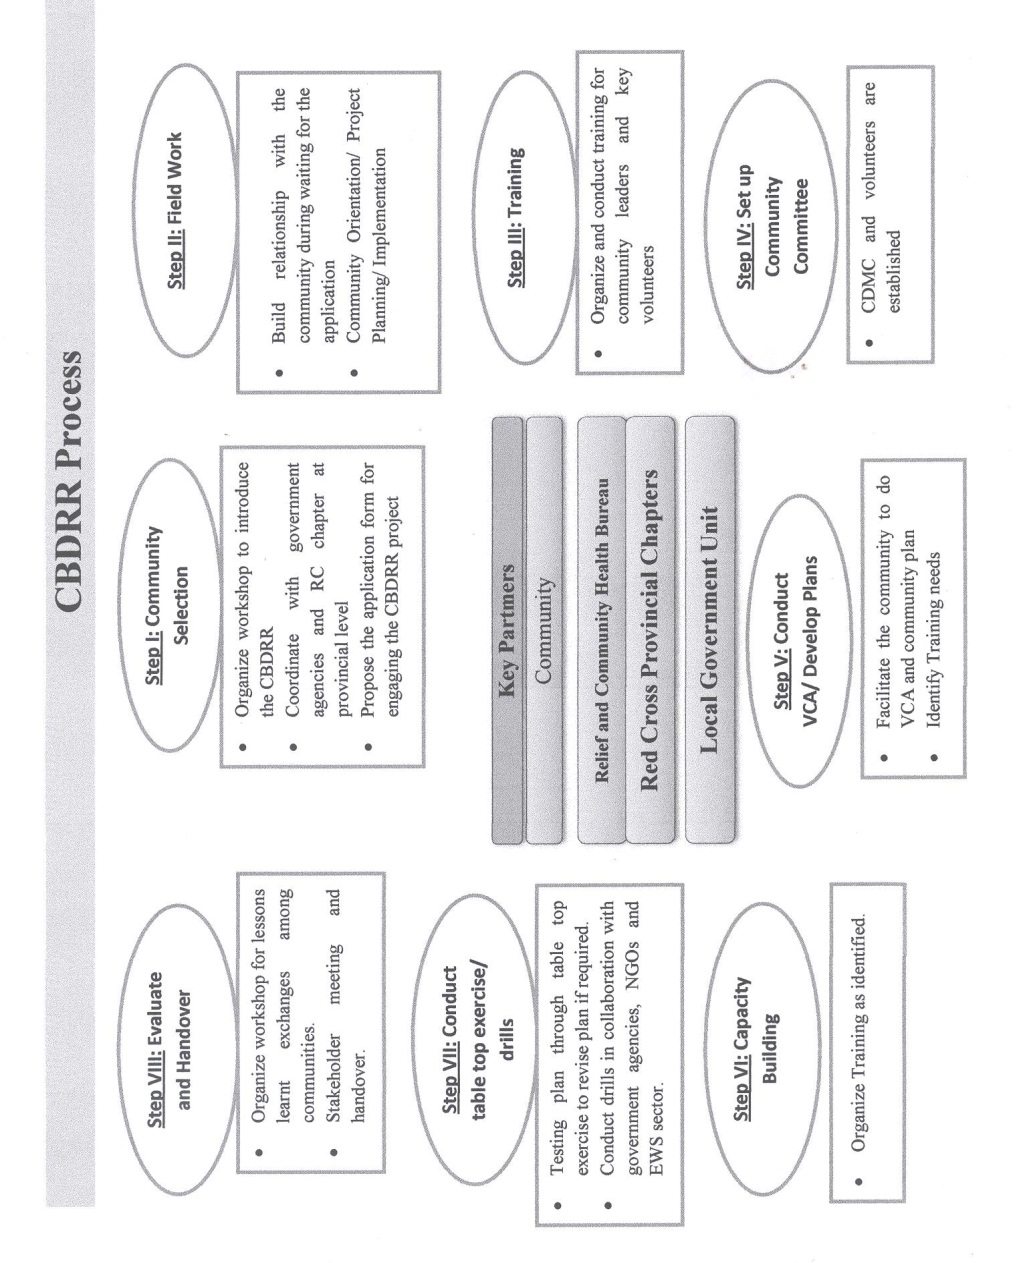 CBDRR Process
Step I: Community
Selection
Organize workshop to introduce
the CBDRR
Coordinate with government
agencies and RC chapter at
provincial level
Propose the application form for
engaging the CBDRR project
Step II: Field Work
Build relationship with the
community during waiting for the
application
Community Orientation/ Project
Planning/ Implementation
Step III: Training
Organize and conduct training for
community leaders and key
volunteers
Step IV: Set up
Community
Committee
CDMC and volunteers are
established
Step V: Conduct
VCA/ Develop Plans
Facilitate the community to do
VCA and community plan
Identify Training needs
Step VI: Capacity
Building
Organize Training as identified.
Step VII: Conduct
table top exercise/
drills
Testing plan through table top
exercise to revise plan if required.
Conduct drills in collaboration with
government agencies, NGOs and
EWS sector.
Step VIII: Evaluate
and Handover
Organize workshop for lessons
learnt exchanges among
communities.
Stakeholder meeting and
handover.
Key Partners
Community
Relief and Community Health Bureau
Red Cross Provincial Chapters
Local Government Unit